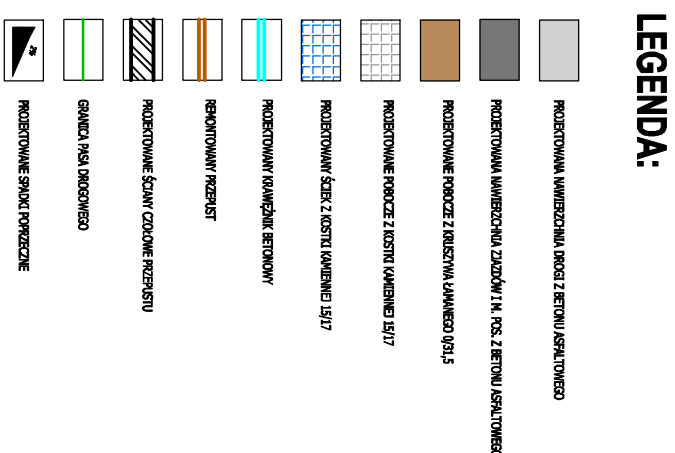 LEGENDA:
PROJEKTOWANA NAWIERZCHNIA DROGI Z BETONU ASFALTOWEGO
PROJEKTOWANA NAWIERZCHNIA ZJAZDÓW I M. POS. Z BETONU ASFALTOWEGO
PROJEKTOWANE POBOCZE Z KRUSZYWA ŁAMANEGO 0/31,5
PROJEKTOWANE POBOCZE Z KOSTKI KAMIENNEJ 15/17
PROJEKTOWANY ŚCIEK Z KOSTKI KAMIENNEJ 15/17
PROJEKTOWANY KRAWĘŻNIK BETONOWY
REMONTOWANY PRZEPUST
PROJEKTOWANE ŚCIANY CZOŁOWE PRZEPUSTU
GRANICA PASA DROGOWEGO
PROJEKTOWANE SPADKI POPRZECZNE